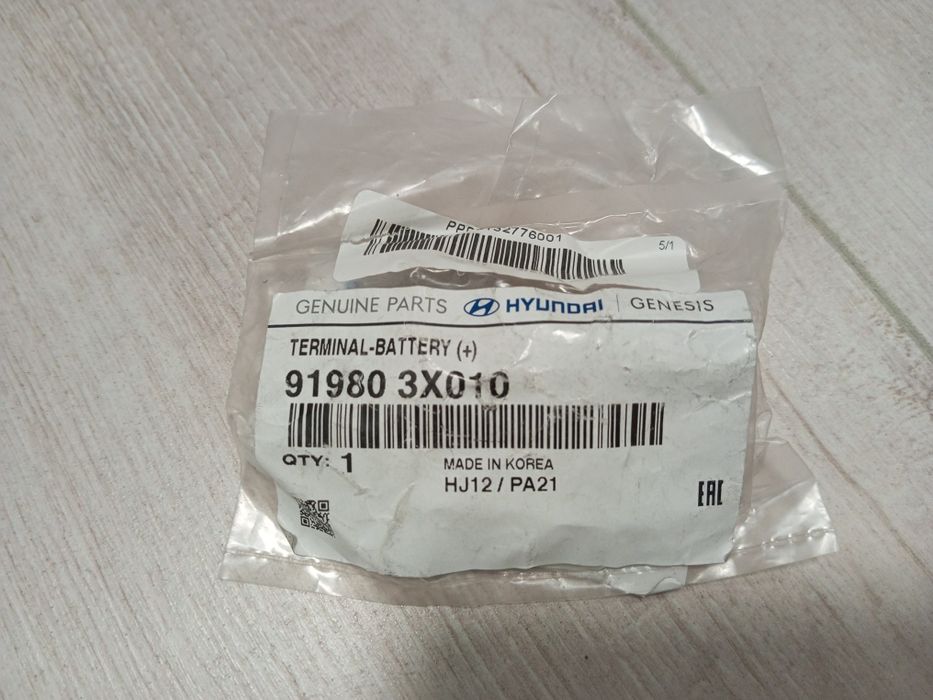 5/1
GENUINE PARTS HYUNDAI | GENESIS
TERMINAL-BATTERY (+)
91980 3X010
QTY: 1
MADE IN KOREA
HJ12 / PA21
EAC